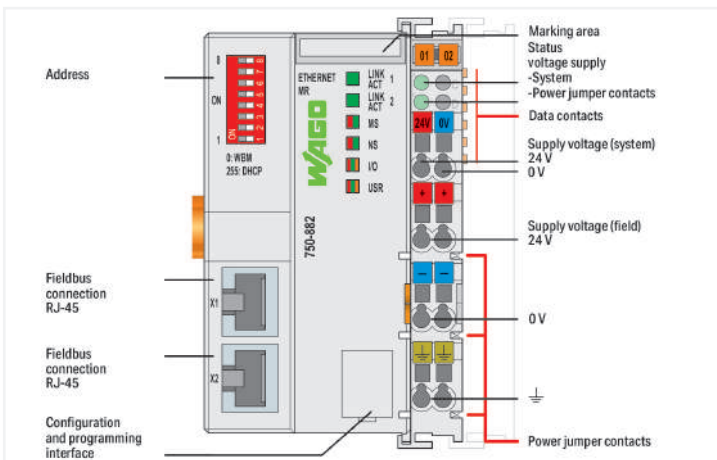 Address
8
ON
1
8
7
6
5
4
3
2
1
ON
0: WBM
255: DHCP
ETHERNET
MR
LINK 1
ACT
LINK 2
ACT
MS
NS
I/O
USR
WAGO
750-882
X1
X2
Fieldbus
connection
RJ-45
Fieldbus
connection
RJ-45
Configuration
and programming
interface
01 02
24V 0V
+ +
— —
Marking area
Status
voltage supply
-System
-Power jumper contacts
Data contacts
Supply voltage (system)
24 V
0 V
Supply voltage (field)
24 V
0 V
Power jumper contacts